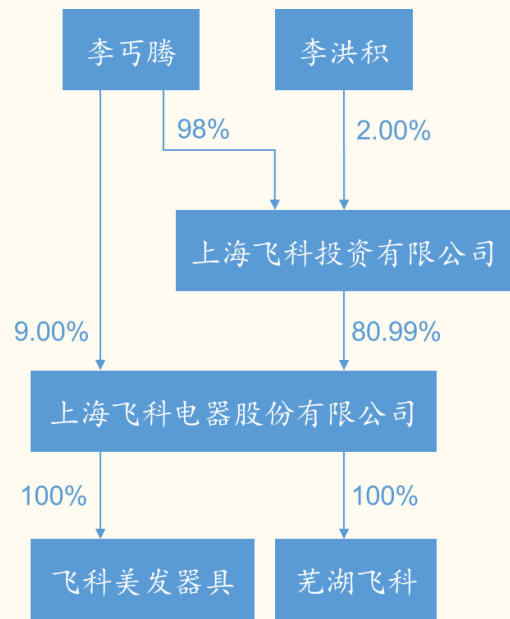 李丐腾
李洪积
98%
2.00%
上海飞科投资有限公司
9.00%
80.99%
上海飞科电器股份有限公司
100%
100%
飞科美发器具
芜湖飞科